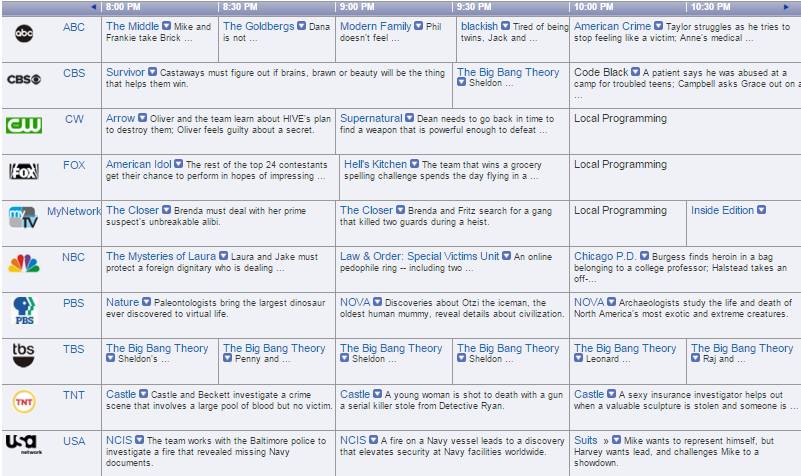 8:00 PM 8:30 PM 9:00 PM 9:30 PM 10:00 PM 10:30 PM
abc ABC
The Middle Mike and
Frankie take Brick ...
The Goldbergs Dana
is not ...
Modern Family Phil
doesn't feel ...
blackish Tired of being
twins, Jack and ...
American Crime Taylor struggles as he tries to
stop feeling like a victim; Anne's medical ...
CBS CBS
Survivor Castaways must figure out if brains, brawn or beauty will be the thing
that helps them win.
The Big Bang Theory
Sheldon ...
Code Black A patient says he was abused at a
camp for troubled teens; Campbell asks Grace out on a
...
CW CW
Arrow Oliver and the team learn about HIVE's plan
to destroy them; Oliver feels guilty about a secret.
Supernatural Dean needs to go back in time to
find a weapon that is powerful enough to defeat ...
Local Programming
FOX FOX
American Idol The rest of the top 24 contestants
get their chance to perform in hopes of impressing ...
Hell's Kitchen The team that wins a grocery
spelling challenge spends the day flying in a ...
Local Programming
my TV MyNetwork
The Closer Brenda must deal with her prime
suspect's unbreakable alibi.
The Closer Brenda and Fritz search for a gang
that killed two guards during a heist.
Local Programming
Inside Edition
NBC
The Mysteries of Laura Laura and Jake must
protect a foreign dignitary who is dealing ...
Law & Order: Special Victims Unit An online
pedophile ring -- including two ...
Chicago P.D. Burgess finds heroin in a bag
belonging to a college professor; Halstead takes an
off-...
PBS PBS
Nature Paleontologists bring the largest dinosaur
ever discovered to virtual life.
NOVA Discoveries about Otzi the iceman, the
oldest human mummy, reveal details about civilization.
NOVA Archaeologists study the life and death of
North America's most exotic and extreme creatures.
tbs TBS
The Big Bang Theory
Sheldon's ...
The Big Bang Theory
Penny and ...
The Big Bang Theory
Sheldon ...
The Big Bang Theory
Sheldon ...
The Big Bang Theory
Leonard ...
The Big Bang Theory
Raj and ...
TNT TNT
Castle Castle and Beckett investigate a crime
scene that involves a large pool of blood but no victim.
Castle A young woman is shot to death with a gun
a serial killer stole from Detective Ryan.
Castle A sexy insurance investigator helps out
when a valuable sculpture is stolen and someone is ...
usa network USA
NCIS The team works with the Baltimore police to
investigate a fire that revealed missing Navy
documents.
NCIS A fire on a Navy vessel leads to a discovery
that elevates security at Navy facilities worldwide.
Suits » Mike wants to represent himself, but
Harvey wants lead, and challenges Mike to a
showdown.